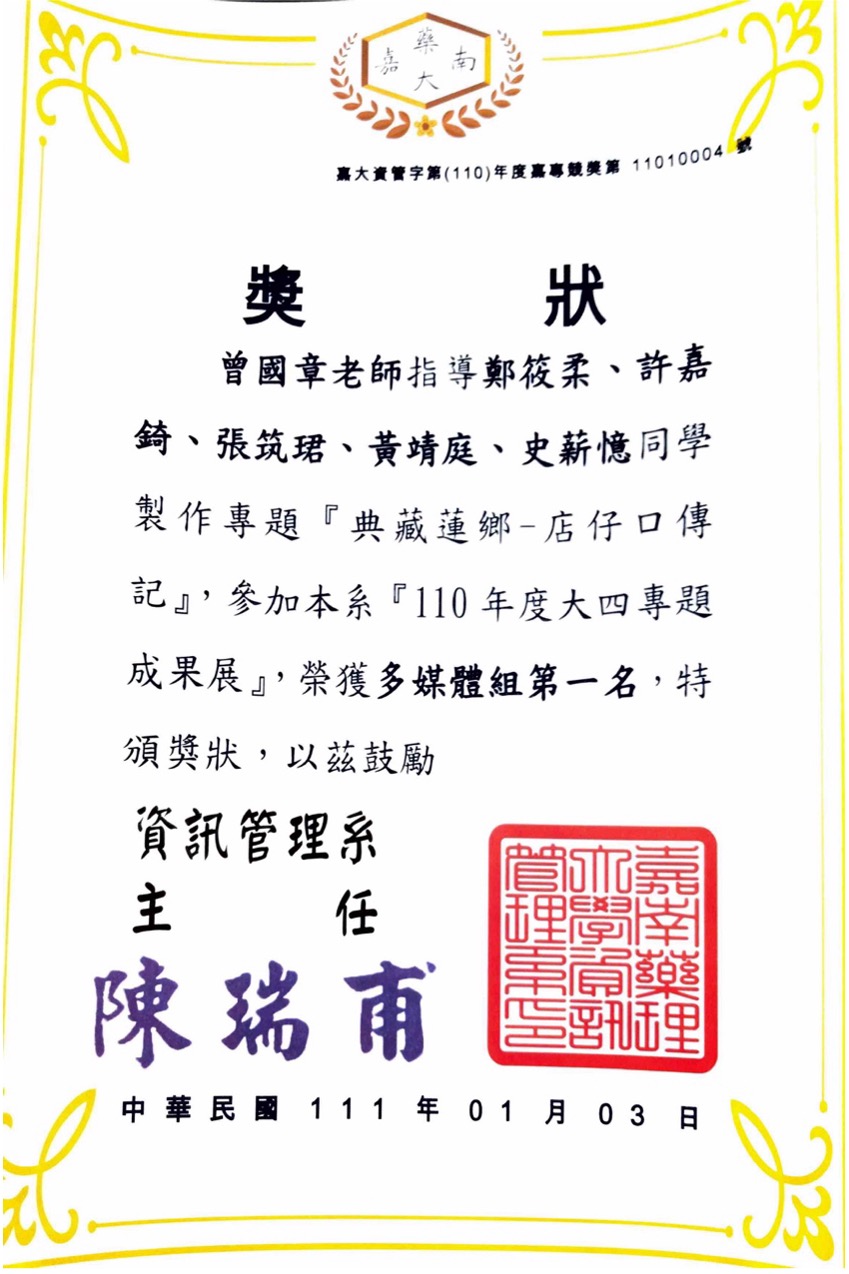 嘉藥南大
嘉大資管字第(110)年度嘉專競獎第 11010004 號
獎狀
曾國章老師指導鄭筱柔、許嘉
錡、張筑珺、黃靖庭、史薪憶同學
製作專題『典藏蓮鄉-店仔口傳
記』，參加本系『110 年度大四專題
成果展』，榮獲多媒體組第一名，特
頒獎狀，以茲鼓勵
資訊管理系
主任
陳瑞甫
嘉南藥理
大學資訊
管理系印
中華民國 111 年 01 月 03 日